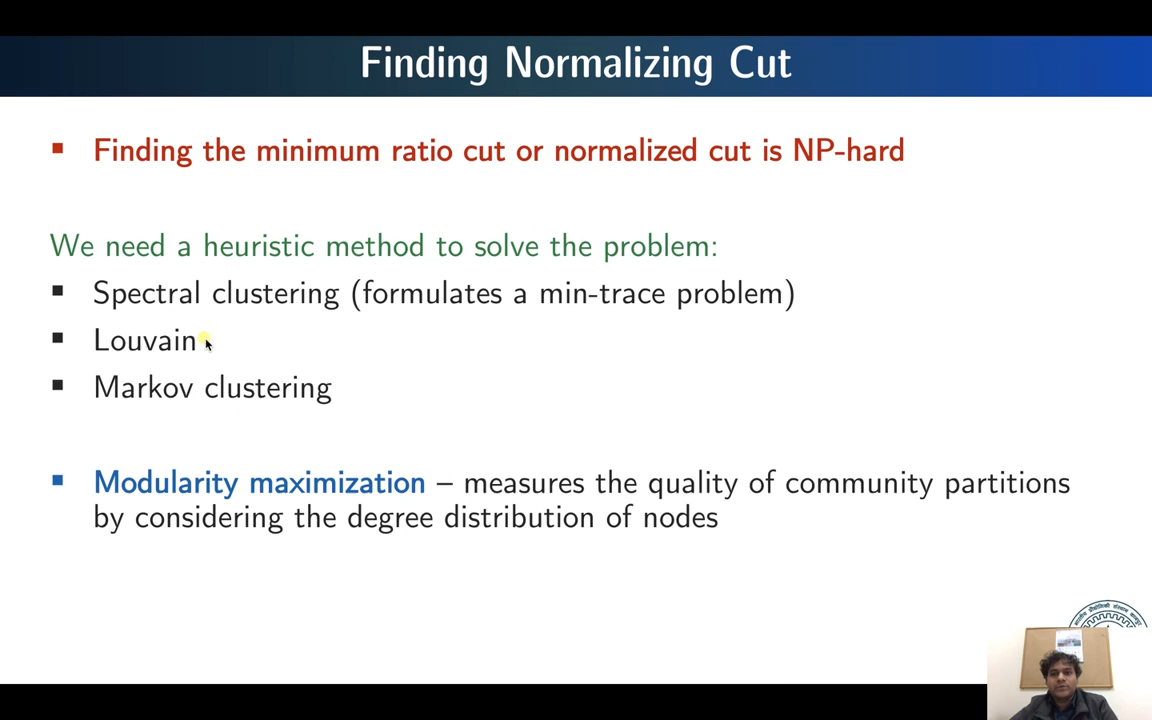 Finding Normalizing Cut
▪ Finding the minimum ratio cut or normalized cut is NP-hard
We need a heuristic method to solve the problem:
▪ Spectral clustering (formulates a min-trace problem)
▪ Louvain
▪ Markov clustering
▪ Modularity maximization – measures the quality of community partitions
by considering the degree distribution of nodes